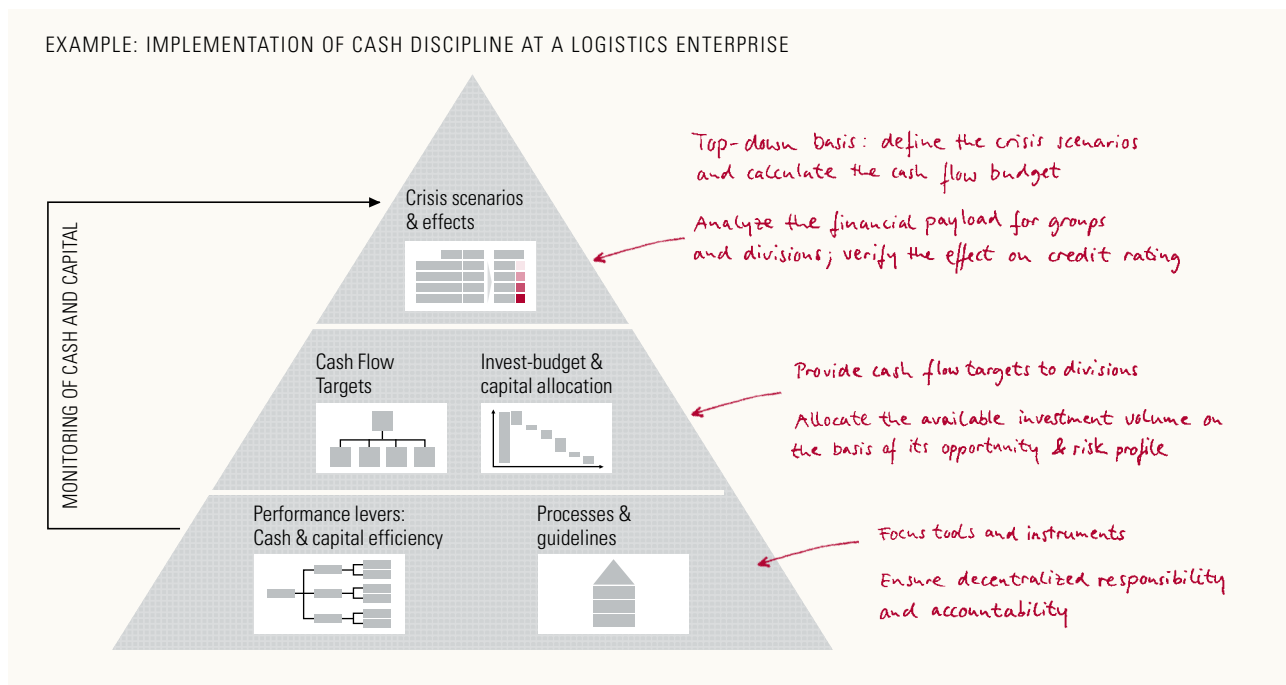 EXAMPLE: IMPLEMENTATION OF CASH DISCIPLINE AT A LOGISTICS ENTERPRISE
MONITORING OF CASH AND CAPITAL
Crisis scenarios
& effects
Top-down basis: define the crisis scenarios
and calculate the cash flow budget
Analyze the financial payload for groups
and divisions; verify the effect on credit rating
Cash Flow
Targets
Invest-budget &
capital allocation
Provide cash flow targets to divisions
Allocate the available investment volume on
the basis of its opportunity & risk profile
Performance levers:
Cash & capital efficiency
Processes &
guidelines
Focus tools and instruments
Ensure decentralized responsibility
and accountability